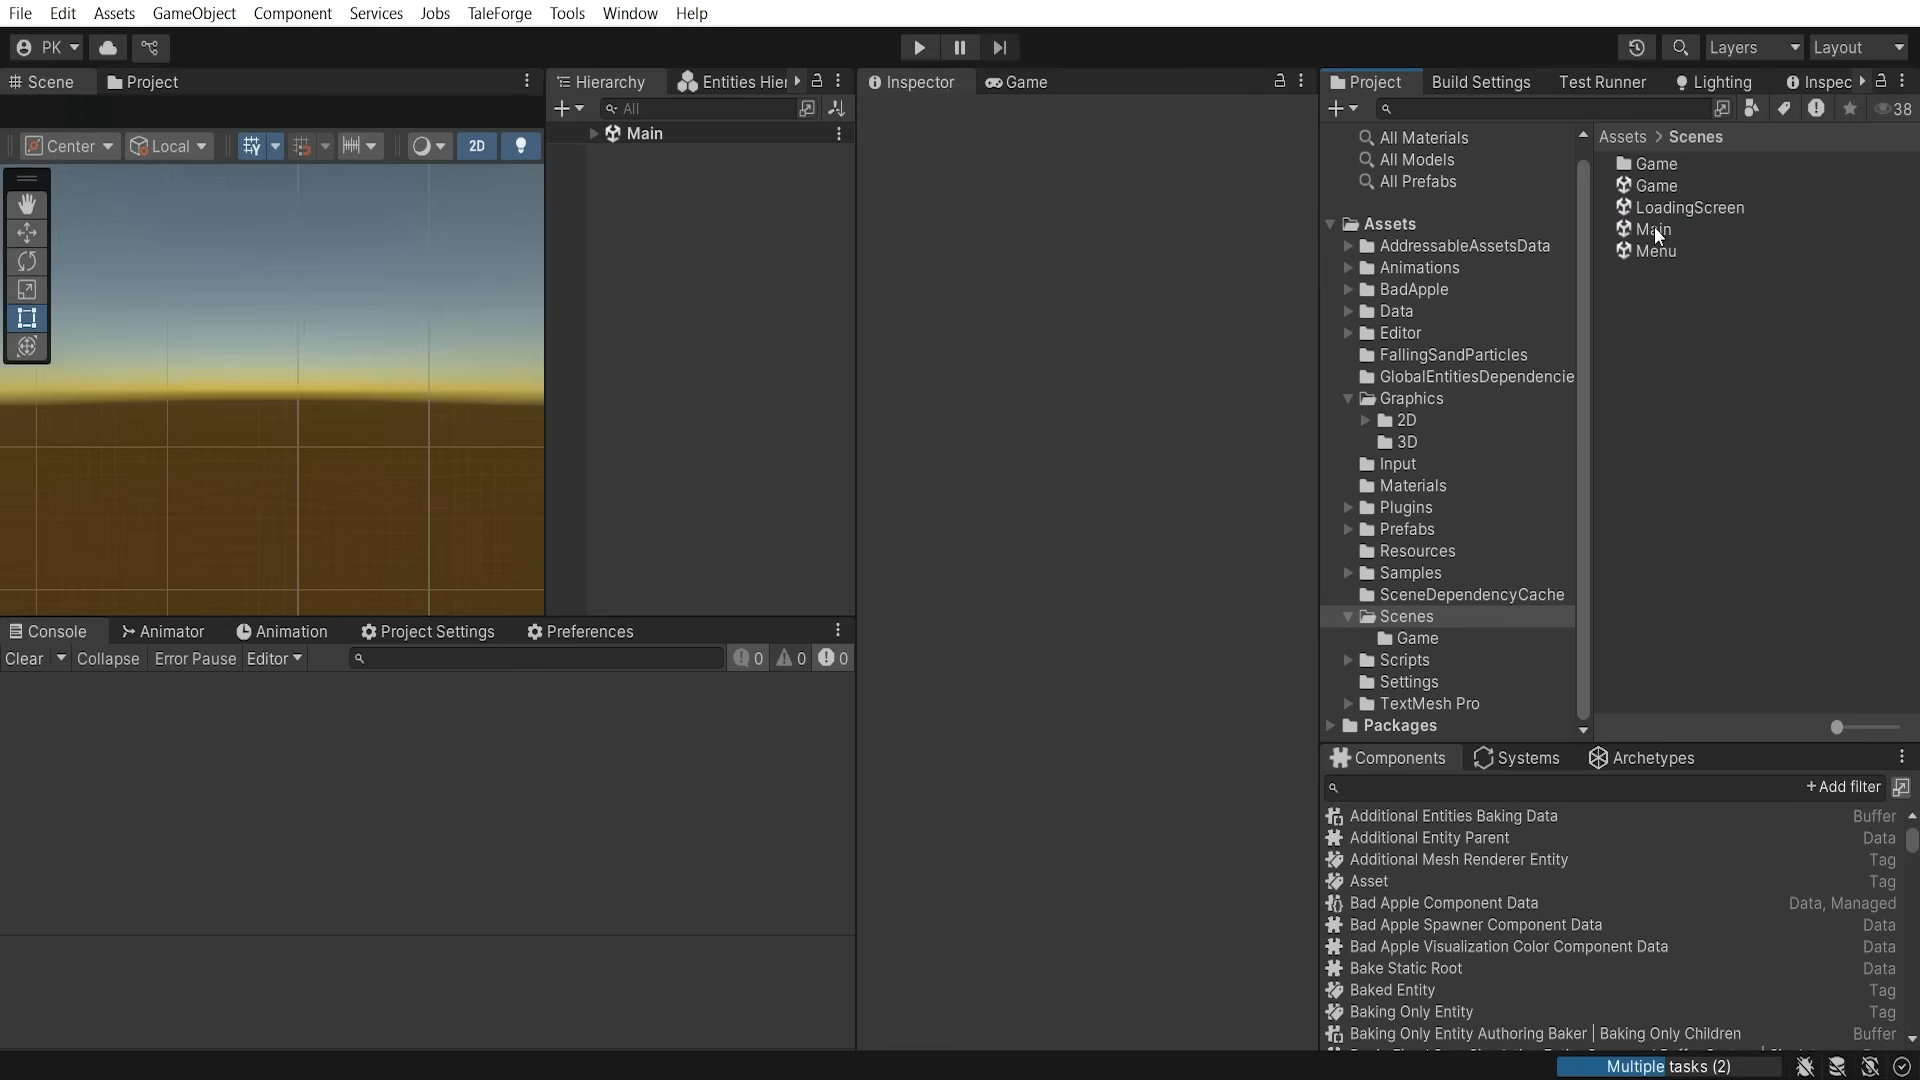 File Edit Assets GameObject Component Services Jobs TaleForge Tools Window Help
PK Layers Layout
Scene Project
Center Local 2D
Hierarchy Entities Hier
All
Main
Inspector Game
Project Build Settings Test Runner Lighting Inspec
38
All Materials
All Models
All Prefabs
Assets
AddressableAssetsData
Animations
BadApple
Data
Editor
FallingSandParticles
GlobalEntitiesDependencie
Graphics
2D
3D
Input
Materials
Plugins
Prefabs
Resources
Samples
SceneDependencyCache
Scenes
Game
Scripts
Settings
TextMesh Pro
Packages
Assets > Scenes
Game
Game
LoadingScreen
Main
Menu
Console Animator Animation Project Settings Preferences
Clear Collapse Error Pause Editor 0 0 0
Components Systems Archetypes
+ Add filter
Additional Entities Baking Data Buffer
Additional Entity Parent Data
Additional Mesh Renderer Entity Tag
Asset Tag
Bad Apple Component Data Data, Managed
Bad Apple Spawner Component Data Data
Bad Apple Visualization Color Component Data Data
Bake Static Root Data
Baked Entity Tag
Baking Only Entity Tag
Baking Only Entity Authoring Baker | Baking Only Children Buffer
Multiple tasks (2)